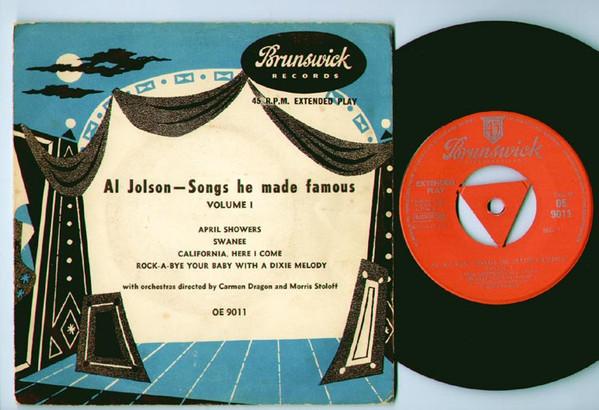 Brunswick
RECORDS
45 R.P.M. EXTENDED PLAY
Al Jolson—Songs he made famous
VOLUME I
APRIL SHOWERS
SWANEE
CALIFORNIA, HERE I COME
ROCK-A-BYE YOUR BABY WITH A DIXIE MELODY
with orchestras directed by Carmen Dragon and Morris Stoloff
OE 9011
Brunswick
EXTENDED
PLAY
OE
9011